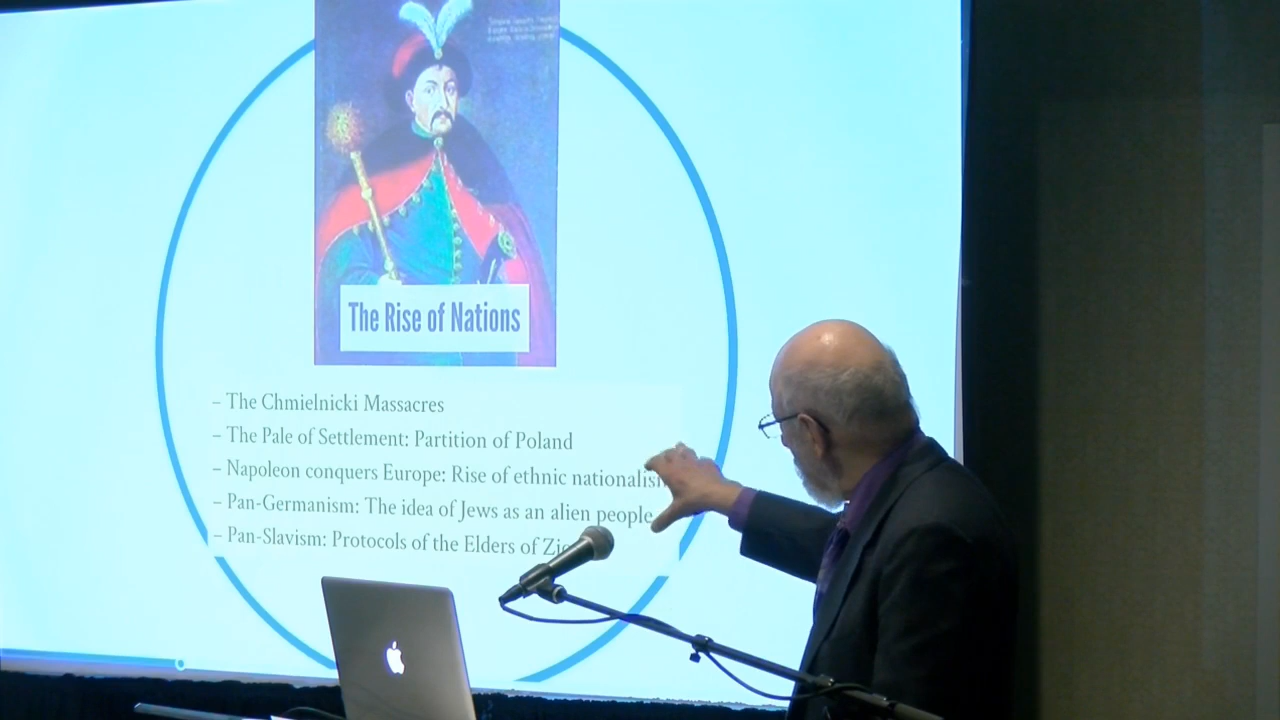 The Rise of Nations
– The Chmielnicki Massacres
– The Pale of Settlement: Partition of Poland
– Napoleon conquers Europe: Rise of ethnic nationalis
– Pan-Germanism: The idea of Jews as an alien people
– Pan-Slavism: Protocols of the Elders of